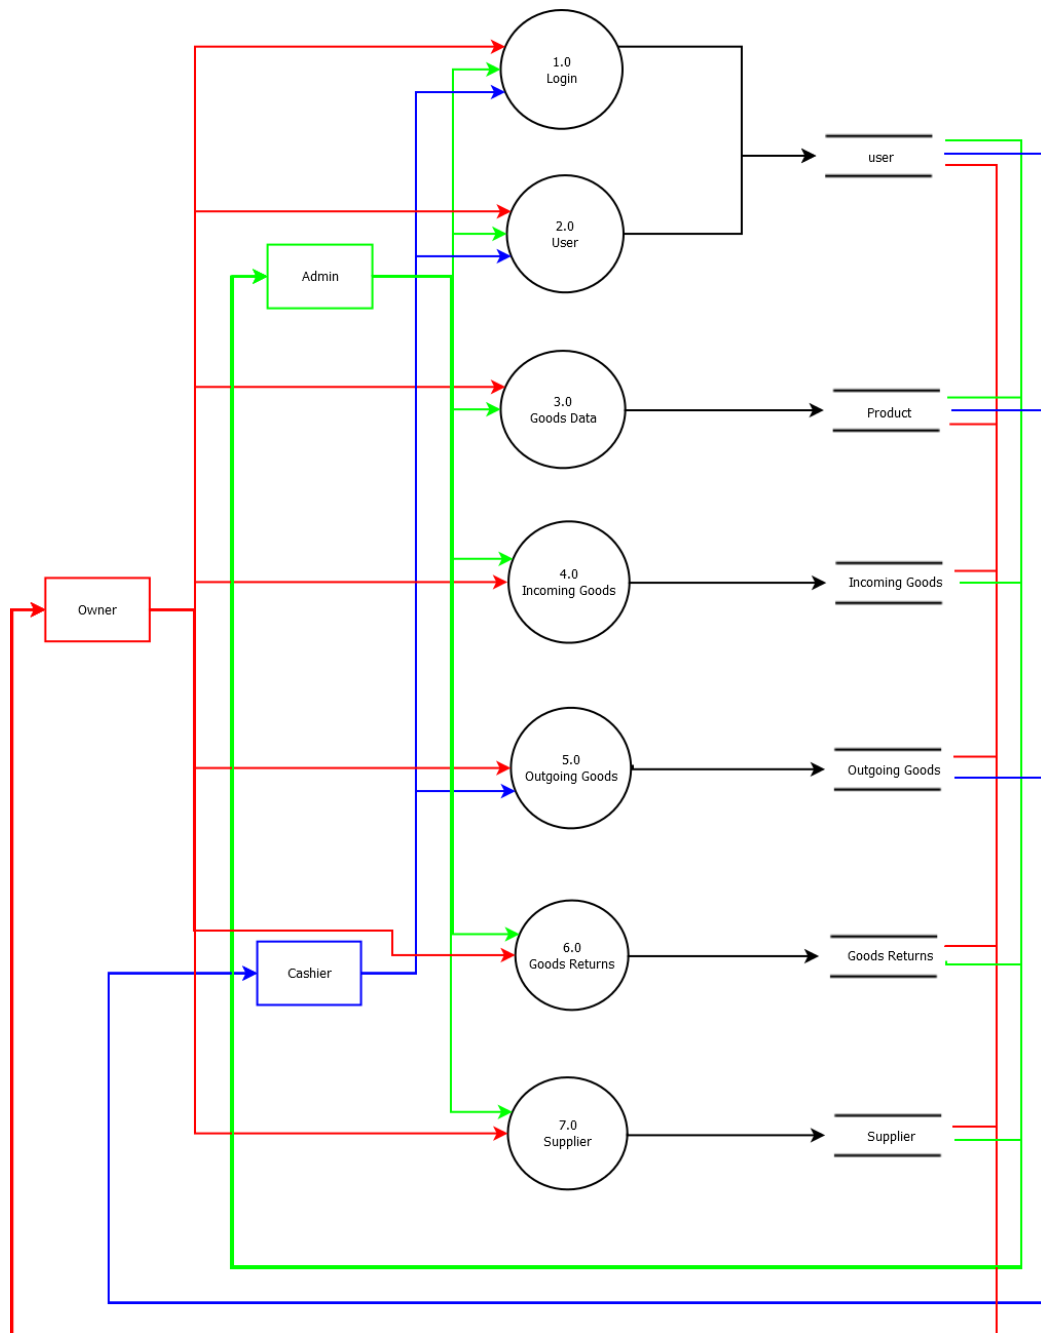 1.0
Login
user
2.0
User
Admin
3.0
Goods Data
Product
4.0
Incoming Goods
Incoming Goods
Owner
5.0
Outgoing Goods
Outgoing Goods
6.0
Goods Returns
Goods Returns
Cashier
7.0
Supplier
Supplier